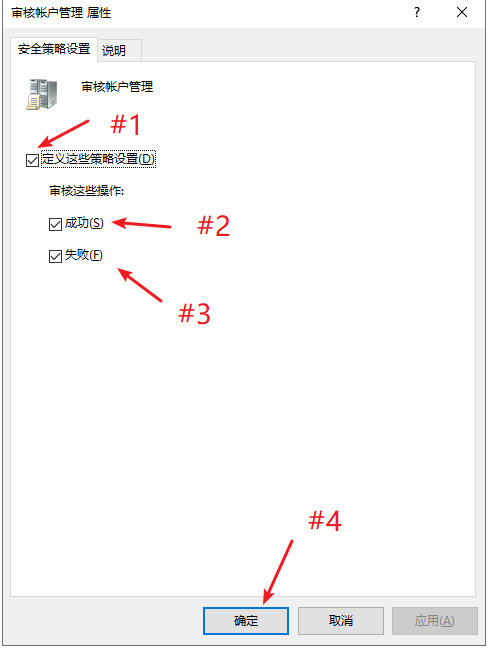 审核帐户管理 属性
?
安全策略设置 说明
审核帐户管理
#1
定义这些策略设置(D)
审核这些操作:
成功(S)
#2
失败(F)
#3
#4
确定 取消 应用(A)